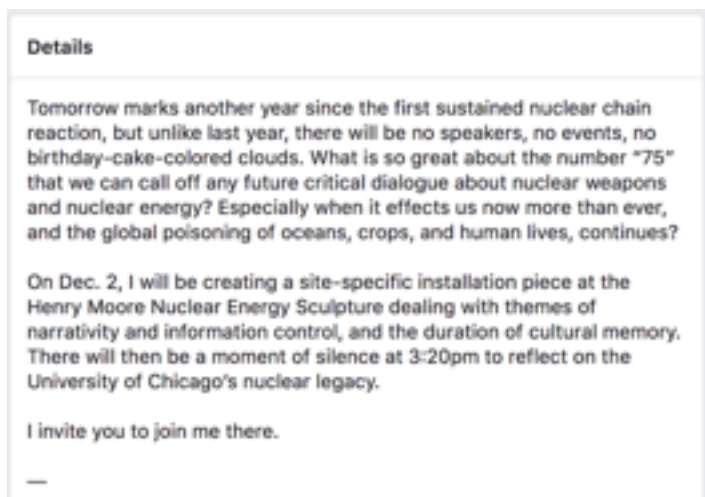 Details
Tomorrow marks another year since the first sustained nuclear chain
reaction, but unlike last year, there will be no speakers, no events, no
birthday-cake-colored clouds. What is so great about the number "75"
that we can call off any future critical dialogue about nuclear weapons
and nuclear energy? Especially when it effects us now more than ever,
and the global poisoning of oceans, crops, and human lives, continues?
On Dec. 2, I will be creating a site-specific installation piece at the
Henry Moore Nuclear Energy Sculpture dealing with themes of
narrativity and information control, and the duration of cultural memory.
There will then be a moment of silence at 3:20pm to reflect on the
University of Chicago's nuclear legacy.
I invite you to join me there.
—